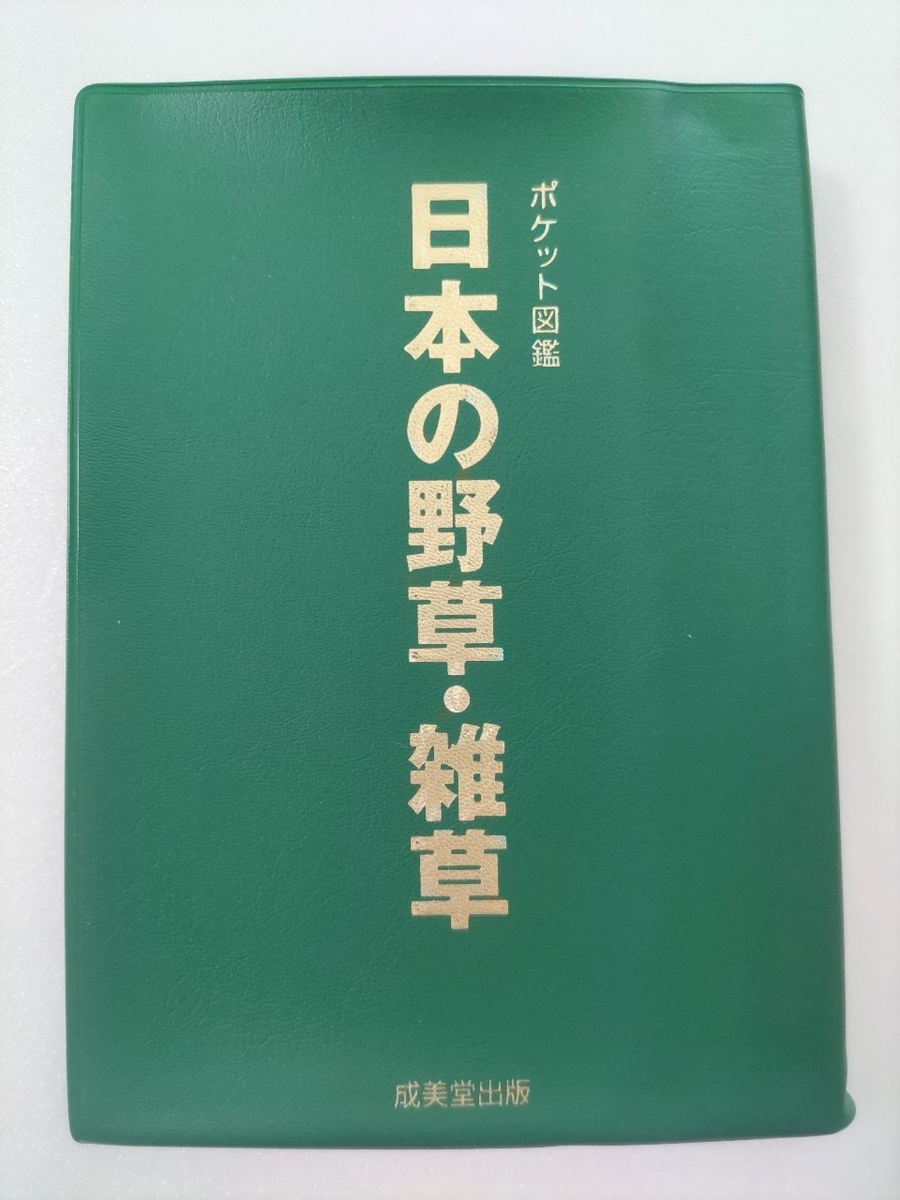 ポケット図鑑
日本の野草・雑草
成美堂出版